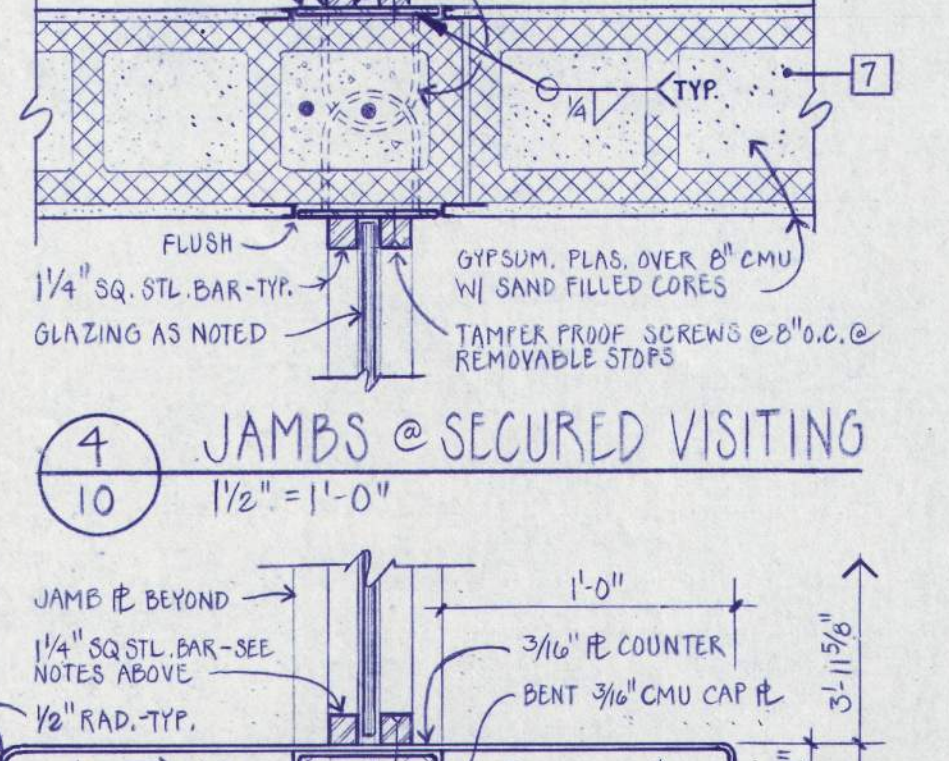 7
1/4
TYP.
FLUSH
1 1/4" SQ. STL. BAR-TYP.
GLAZING AS NOTED
GYPSUM. PLAS. OVER 8" CMU
W/ SAND FILLED CORES
TAMPER PROOF SCREWS @ 8" O.C. @
REMOVABLE STOPS
4
10
JAMBS @ SECURED VISITING
1 1/2" = 1'-0"
JAMB PL BEYOND
1 1/4" SQ STL. BAR-SEE
NOTES ABOVE
1/2" RAD.-TYP.
1'-0"
3/16" PL COUNTER
BENT 3/16" CMU CAP PL
3'-11 5/8"